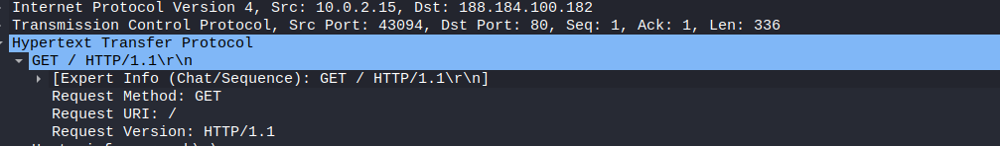 Internet Protocol Version 4, Src: 10.0.2.15, Dst: 188.184.100.182
Transmission Control Protocol, Src Port: 43094, Dst Port: 80, Seq: 1, Ack: 1, Len: 336
Hypertext Transfer Protocol
GET / HTTP/1.1\r\n
[Expert Info (Chat/Sequence): GET / HTTP/1.1\r\n]
Request Method: GET
Request URI: /
Request Version: HTTP/1.1